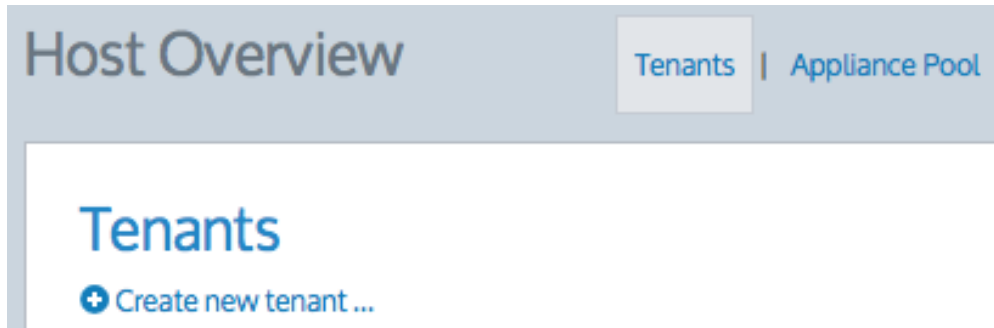 Host Overview
Tenants | Appliance Pool
Tenants
Create new tenant ...